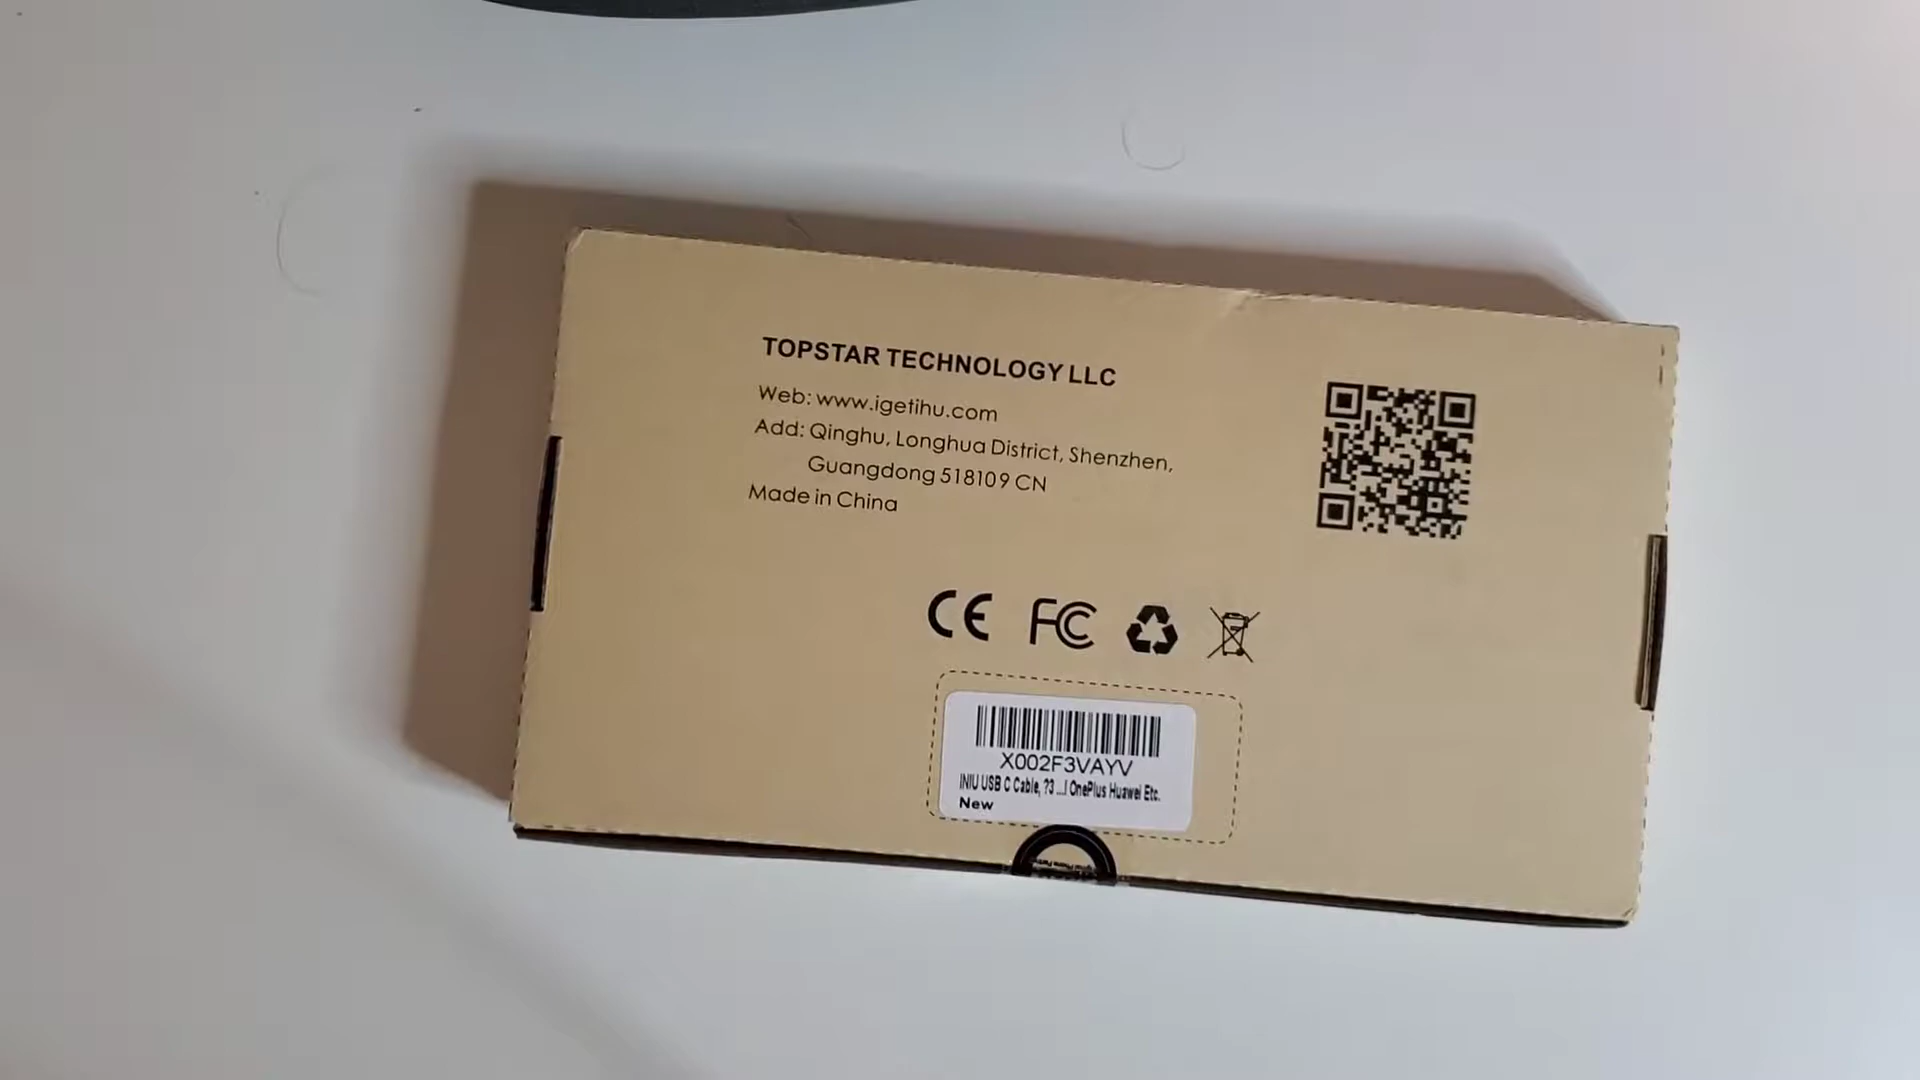 TOPSTAR TECHNOLOGY LLC
Web: www.igetihu.com
Add: Qinghu, Longhua District, Shenzhen,
Guangdong 518109 CN
Made in China
CE FC
X002F3VAYV
INIU USB C Cable, ?3 ...l OnePlus Huawei Etc.
New